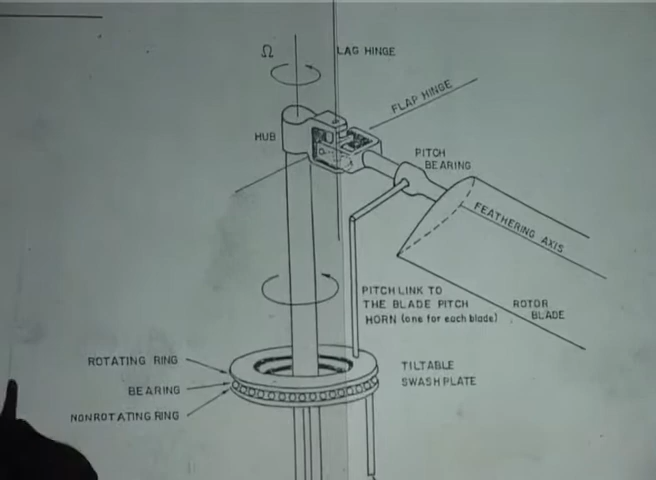 Ω
LAG HINGE
FLAP HINGE
HUB
PITCH
BEARING
FEATHERING AXIS
PITCH LINK TO
THE BLADE PITCH
HORN (one for each blade)
ROTOR
BLADE
ROTATING RING
BEARING
NONROTATING RING
TILTABLE
SWASH PLATE